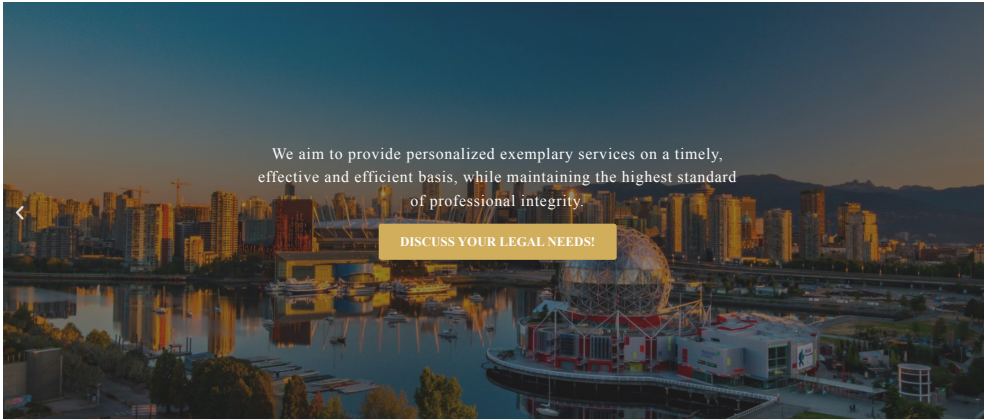 We aim to provide personalized exemplary services on a timely,
effective and efficient basis, while maintaining the highest standard
of professional integrity.
DISCUSS YOUR LEGAL NEEDS!